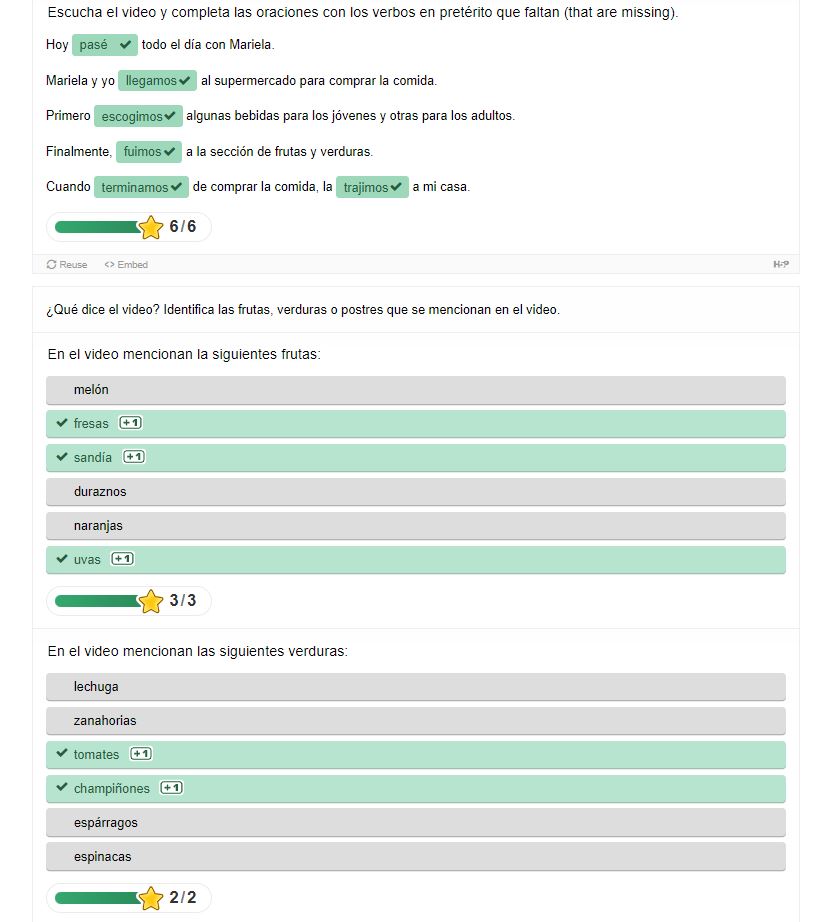 Escucha el video y completa las oraciones con los verbos en pretérito que faltan (that are missing).
Hoy pasé todo el día con Mariela.
Mariela y yo llegamos al supermercado para comprar la comida.
Primero escogimos algunas bebidas para los jóvenes y otras para los adultos.
Finalmente, fuimos a la sección de frutas y verduras.
Cuando terminamos de comprar la comida, la trajimos a mi casa.
6/6
Reuse <> Embed H-P
¿Qué dice el video? Identifica las frutas, verduras o postres que se mencionan en el video.
En el video mencionan la siguientes frutas:
melón
fresas +1
sandía +1
duraznos
naranjas
uvas +1
3/3
En el video mencionan las siguientes verduras:
lechuga
zanahorias
tomates +1
champiñones +1
espárragos
espinacas
2/2